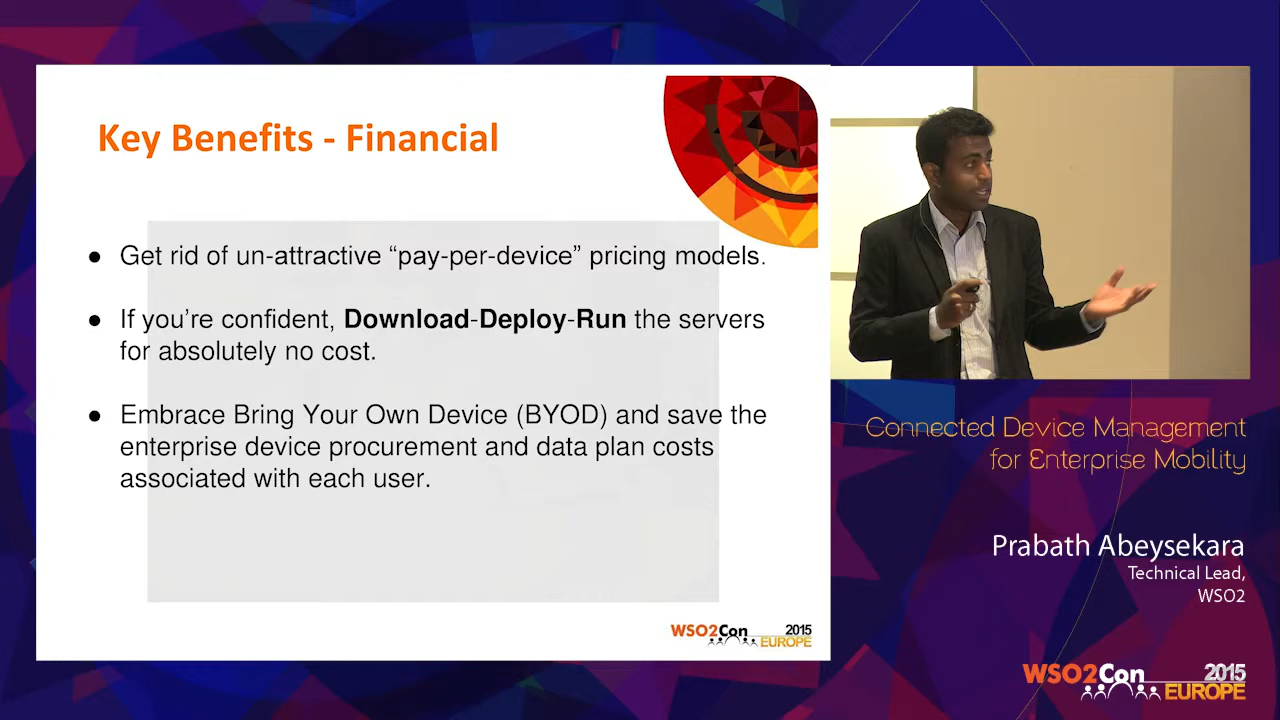 Key Benefits - Financial
● Get rid of un-attractive “pay-per-device” pricing models.
● If you’re confident, Download-Deploy-Run the servers
for absolutely no cost.
● Embrace Bring Your Own Device (BYOD) and save the
enterprise device procurement and data plan costs
associated with each user.
WSO2Con 2015
EUROPE
Connected Device Management
for Enterprise Mobility
Prabath Abeysekara
Technical Lead,
WSO2
WSO2Con 2015
EUROPE